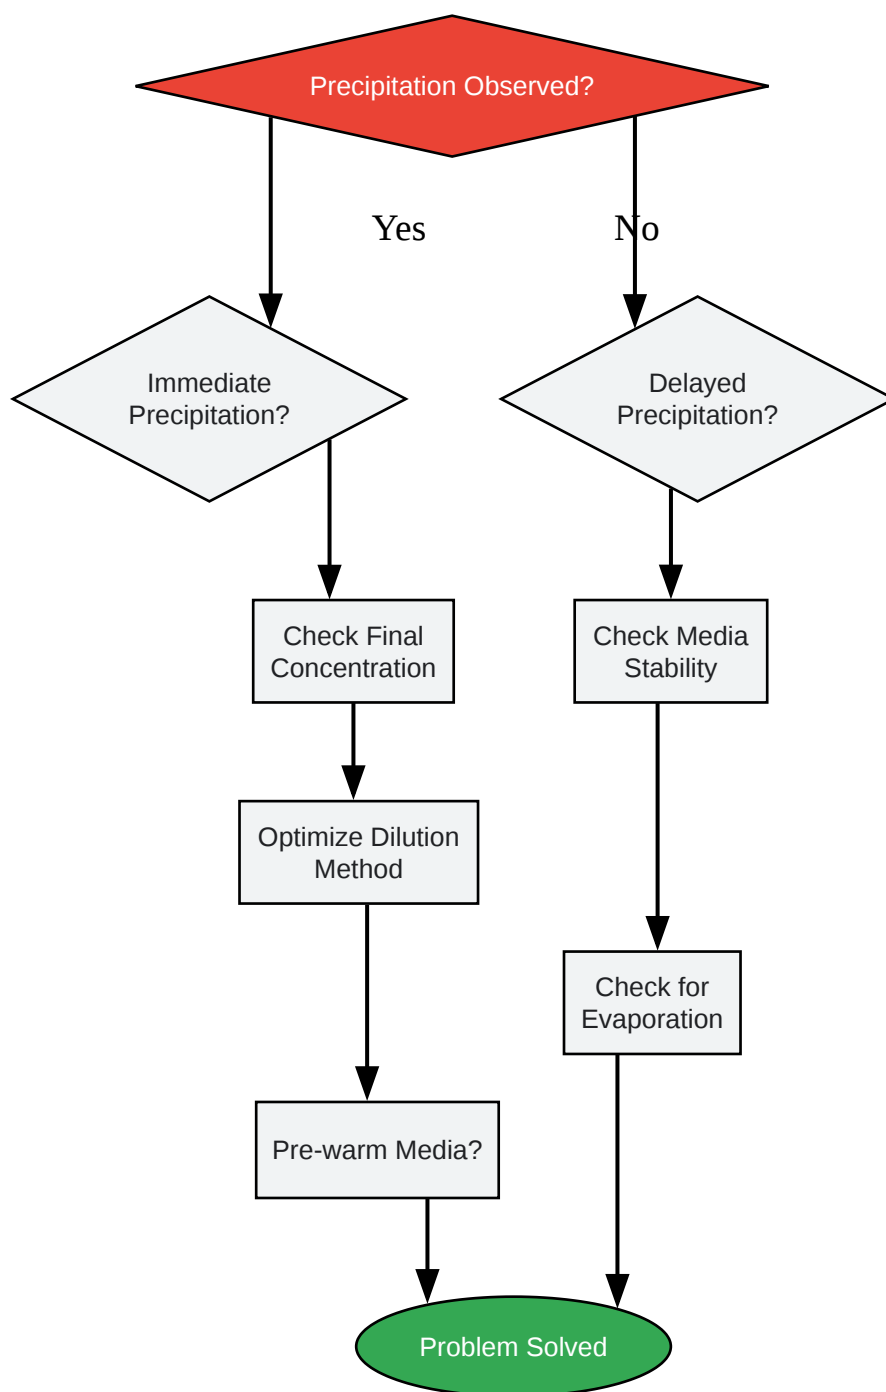 Precipitation Observed?
Yes
No
Immediate
Precipitation?
Delayed
Precipitation?
Check Final
Concentration
Check Media
Stability
Optimize Dilution
Method
Check for
Evaporation
Pre-warm Media?
Problem Solved